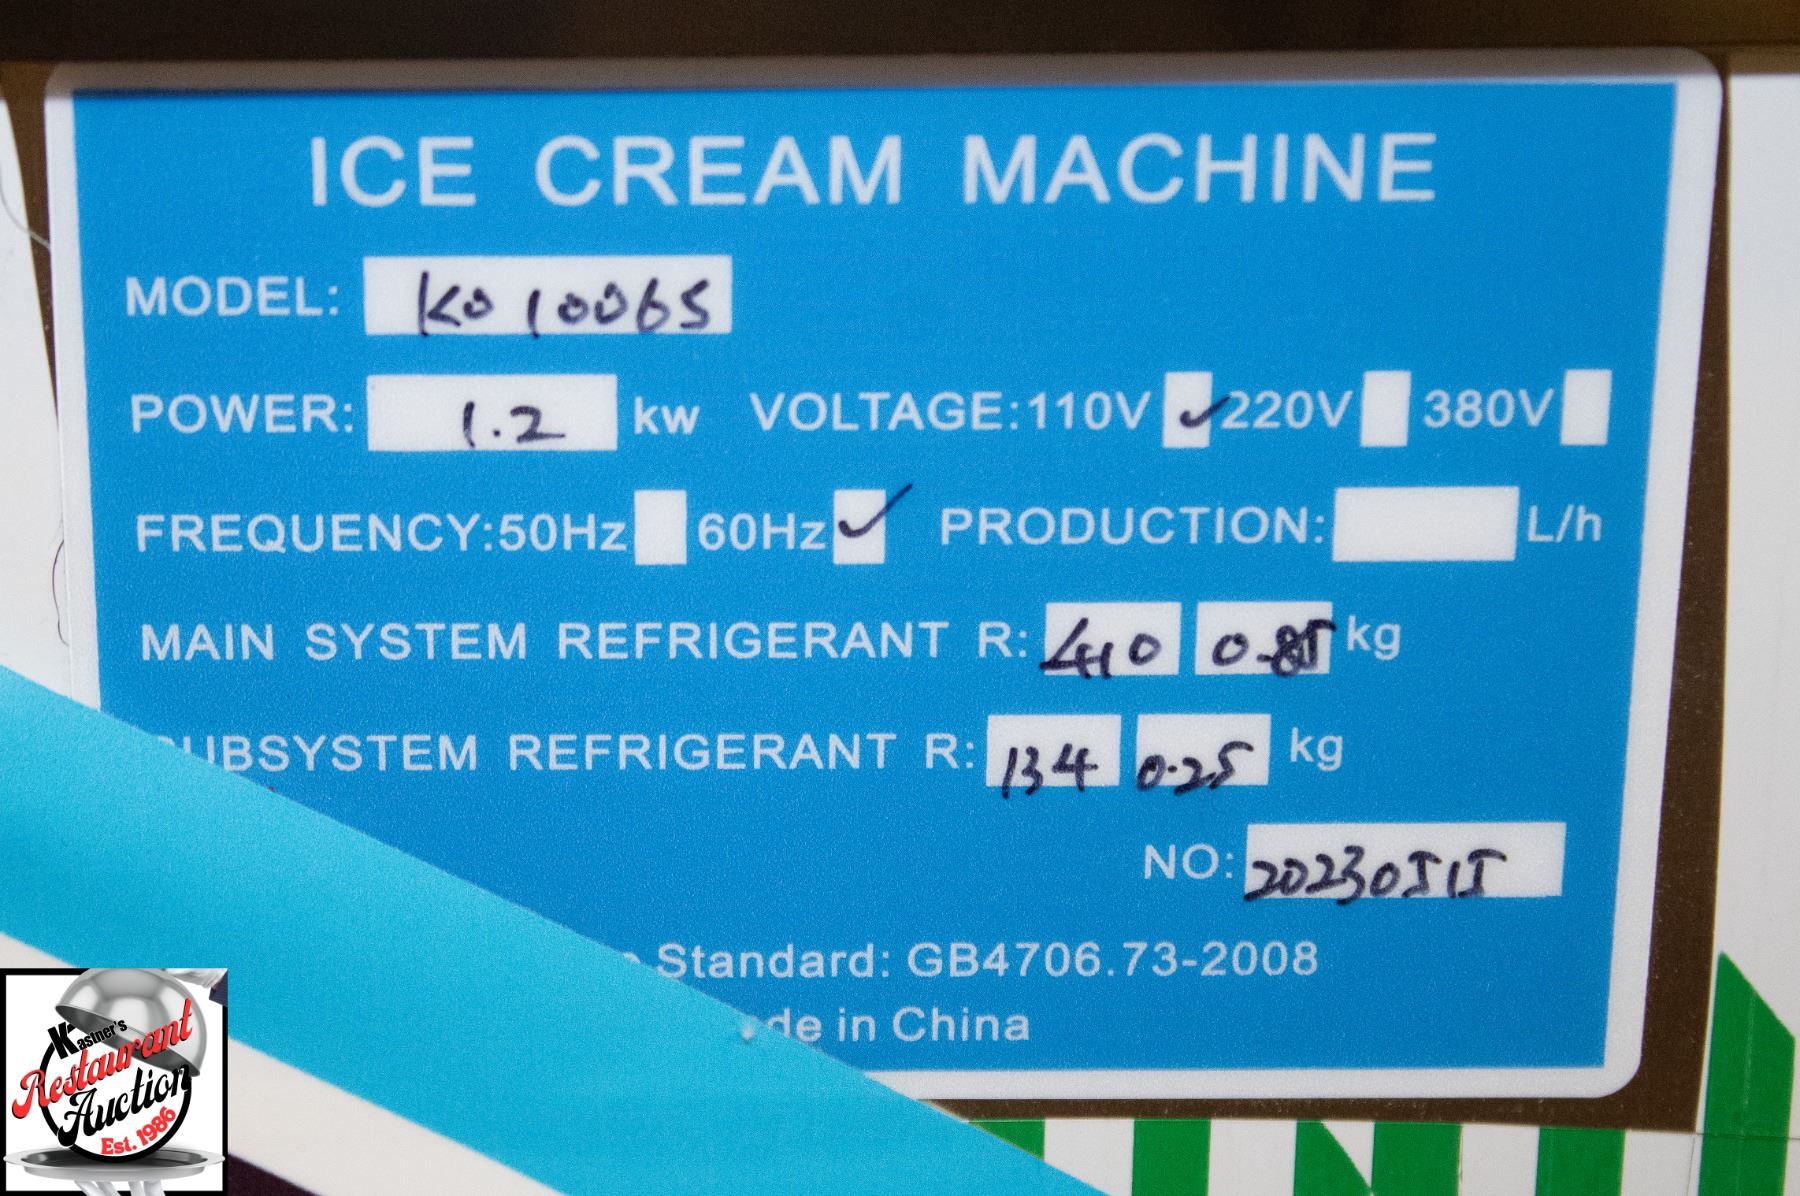 ICE CREAM MACHINE
MODEL: KO10065
POWER: 1.2 kw VOLTAGE:110V ✓ 220V 380V
FREQUENCY:50Hz 60Hz ✓ PRODUCTION: L/h
MAIN SYSTEM REFRIGERANT R: 410 0.85 kg
SUBSYSTEM REFRIGERANT R: 134 0.25 kg
NO: 20230515
Standard: GB4706.73-2008
de in China
Kastner's
Restaurant
Auction
Est. 1986